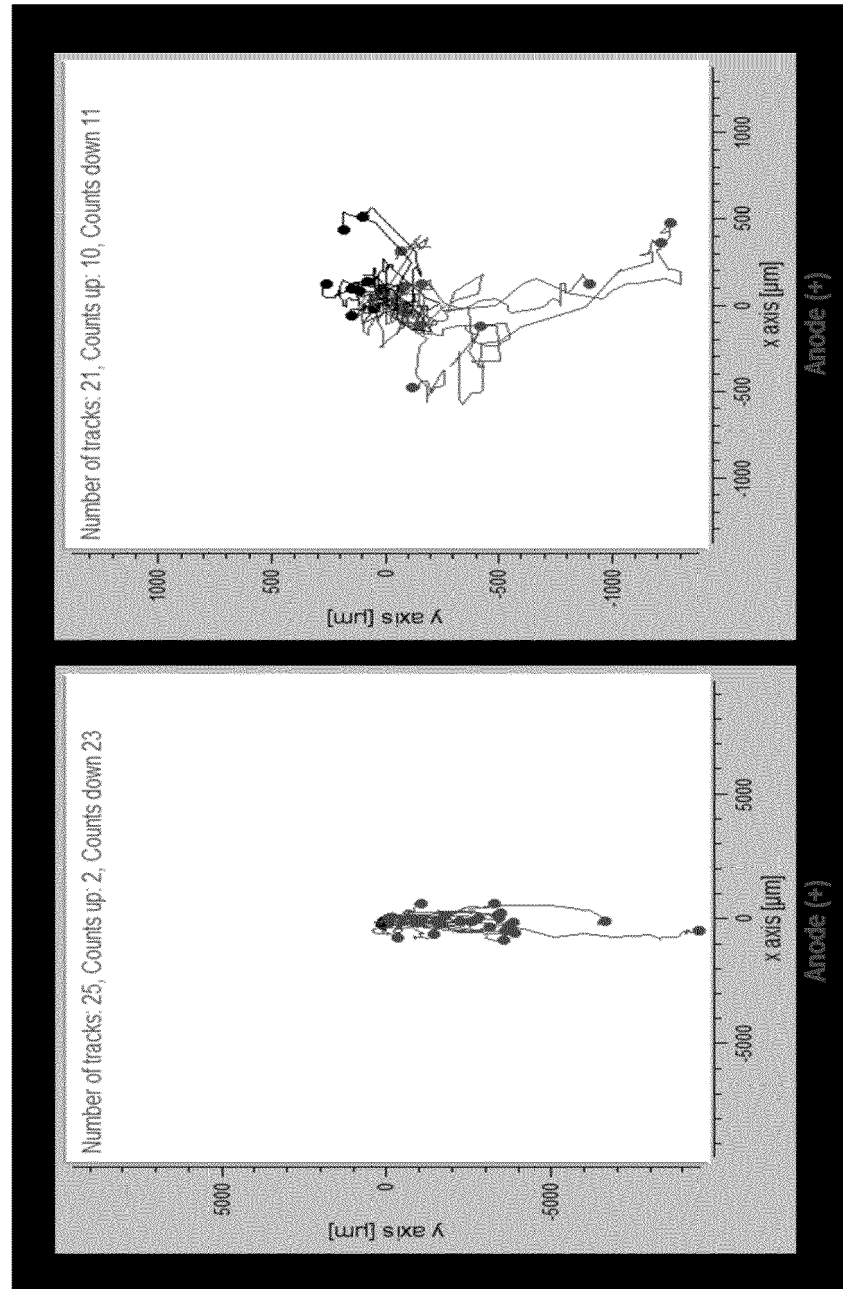 Number of tracks: 25, Counts up: 2, Counts down 23
y axis [µm]
5000
0
-5000
-5000
0
5000
x axis [µm]
Anode (+)
Number of tracks: 21, Counts up: 10, Counts down 11
y axis [µm]
1000
500
0
-500
-1000
-1000
-500
0
500
1000
x axis [µm]
Anode (+)